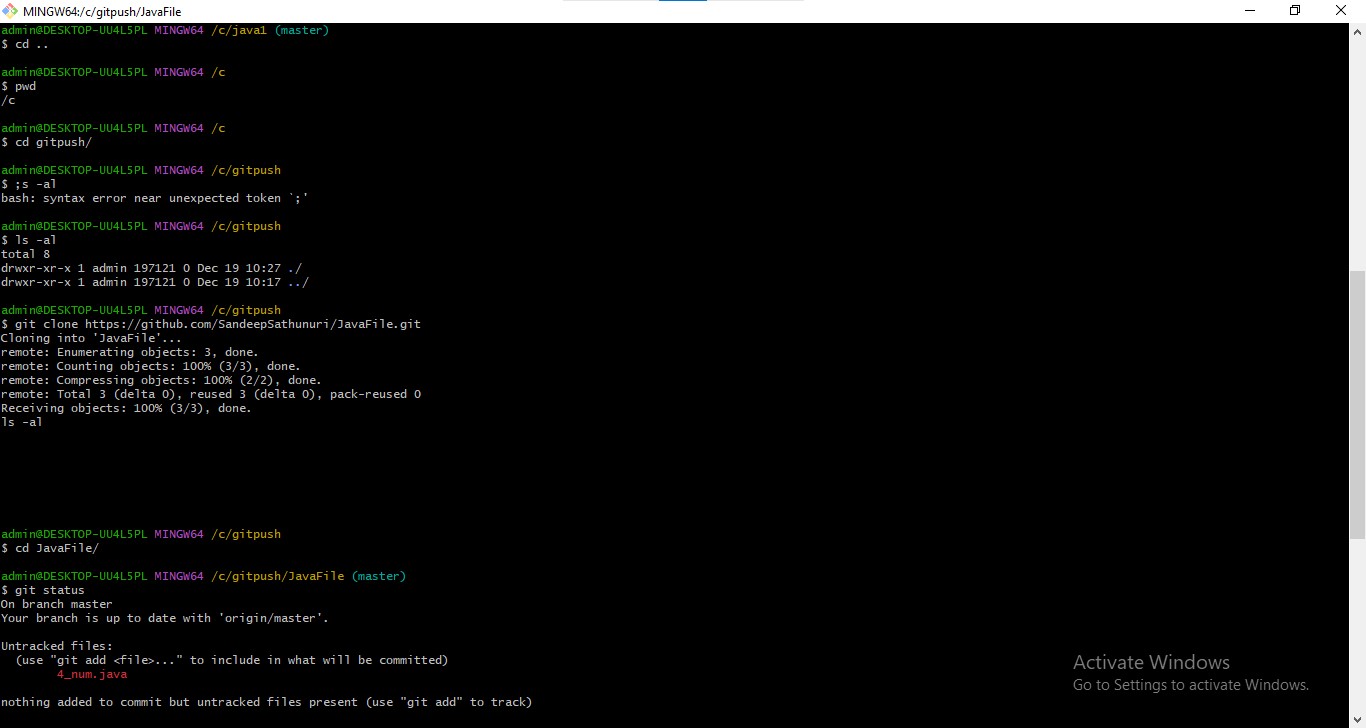 MINGW64:/c/gitpush/JavaFile
admin@DESKTOP-UU4L5PL MINGW64 /c/java1 (master)
$ cd ..
admin@DESKTOP-UU4L5PL MINGW64 /c
$ pwd
/c
admin@DESKTOP-UU4L5PL MINGW64 /c
$ cd gitpush/
admin@DESKTOP-UU4L5PL MINGW64 /c/gitpush
$ ;s -al
bash: syntax error near unexpected token `;'
admin@DESKTOP-UU4L5PL MINGW64 /c/gitpush
$ ls -al
total 8
drwxr-xr-x 1 admin 197121 0 Dec 19 10:27 ./
drwxr-xr-x 1 admin 197121 0 Dec 19 10:17 ../
admin@DESKTOP-UU4L5PL MINGW64 /c/gitpush
$ git clone https://github.com/SandeepSathunuri/JavaFile.git
Cloning into 'JavaFile'...
remote: Enumerating objects: 3, done.
remote: Counting objects: 100% (3/3), done.
remote: Compressing objects: 100% (2/2), done.
remote: Total 3 (delta 0), reused 3 (delta 0), pack-reused 0
Receiving objects: 100% (3/3), done.
ls -al
admin@DESKTOP-UU4L5PL MINGW64 /c/gitpush
$ cd JavaFile/
admin@DESKTOP-UU4L5PL MINGW64 /c/gitpush/JavaFile (master)
$ git status
On branch master
Your branch is up to date with 'origin/master'.
Untracked files:
(use "git add <file>..." to include in what will be committed)
4_num.java
nothing added to commit but untracked files present (use "git add" to track)
Activate Windows
Go to Settings to activate Windows.